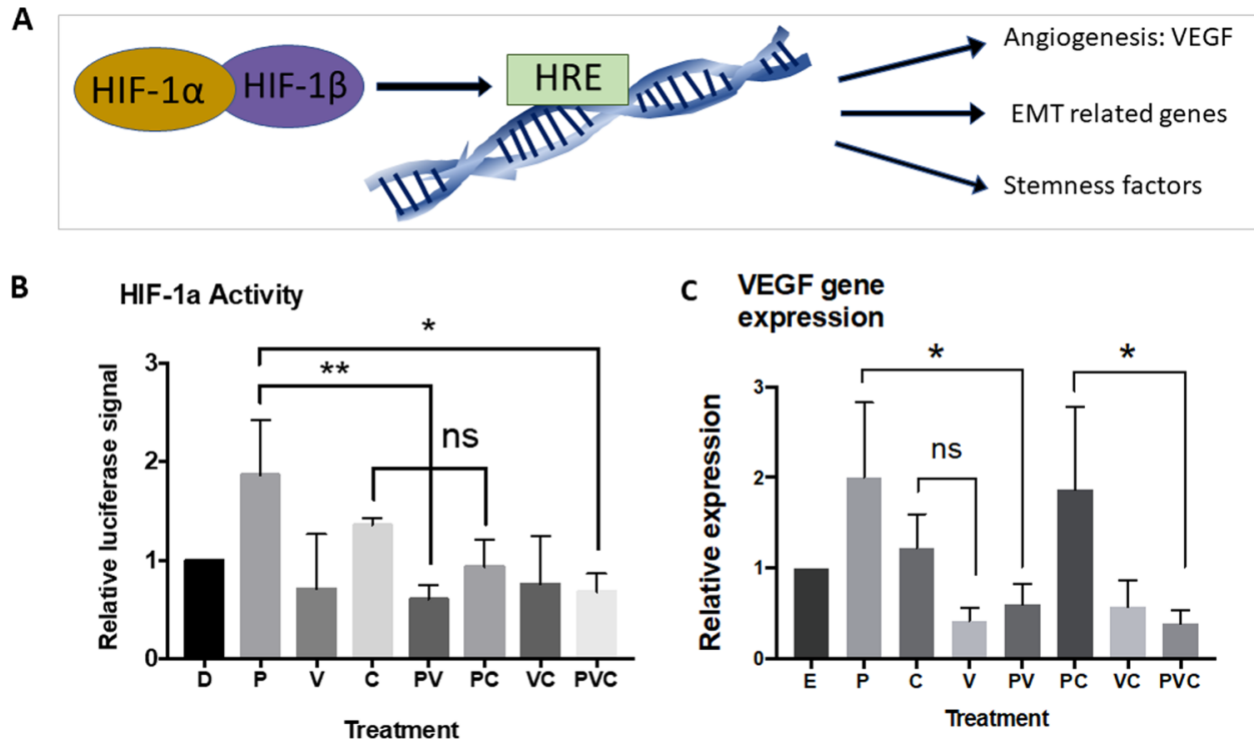 A
HIF-1α
HIF-1β
HRE
Angiogenesis: VEGF
EMT related genes
Stemness factors
B
HIF-1a Activity
Relative luciferase signal
3
2
1
0
*
**
ns
D P V C PV PC VC PVC
Treatment
C
VEGF gene
expression
Relative expression
3
2
1
0
*
*
ns
E P C V PV PC VC PVC
Treatment